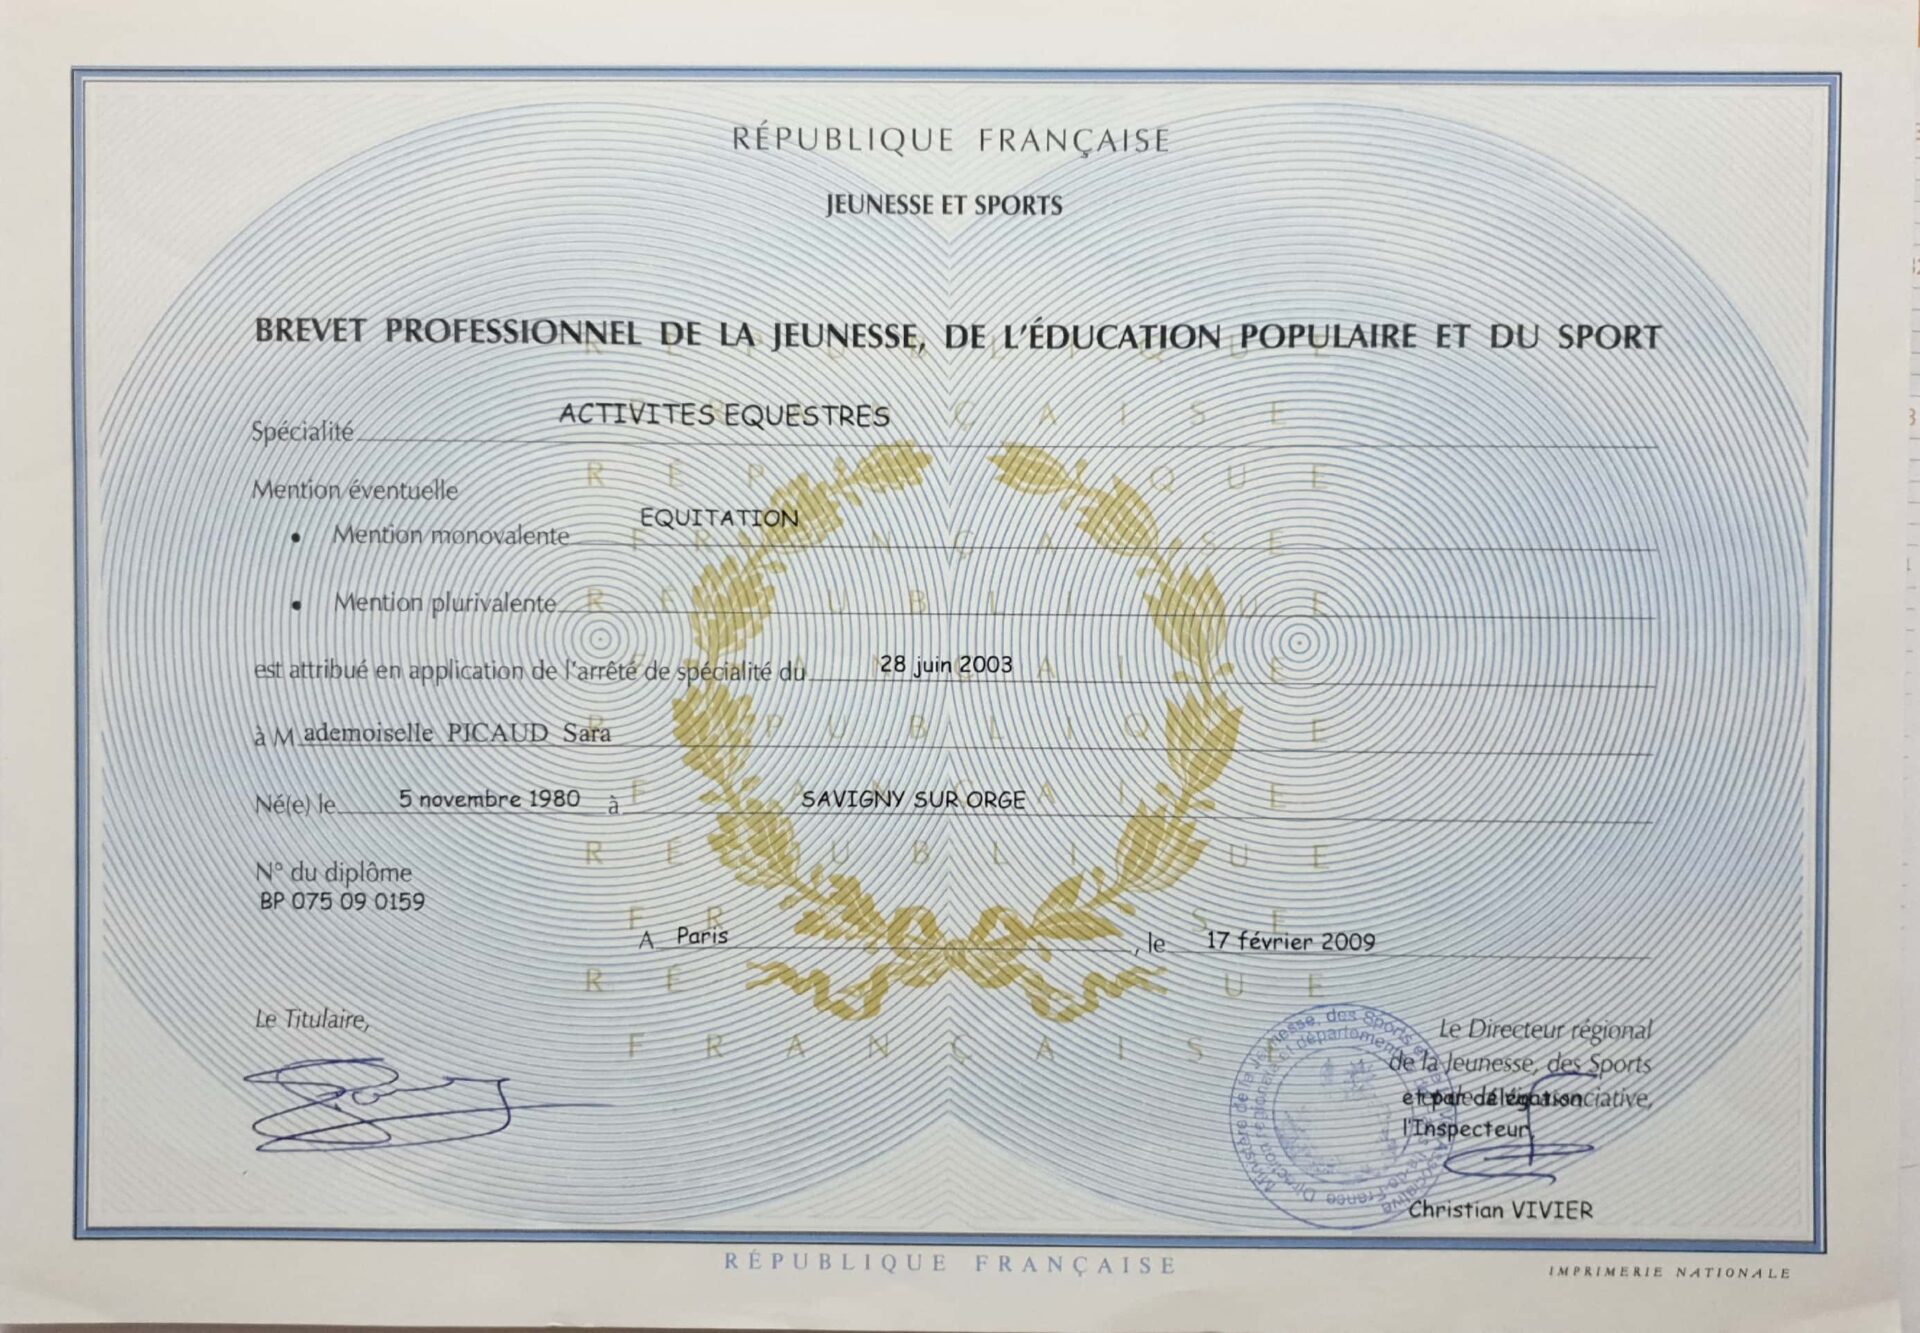 RÉPUBLIQUE FRANÇAISE
JEUNESSE ET SPORTS
BREVET PROFESSIONNEL DE LA JEUNESSE, DE L'ÉDUCATION POPULAIRE ET DU SPORT
Spécialité ACTIVITES EQUESTRES
Mention éventuelle
• Mention monovalente EQUITATION
• Mention plurivalente
est attribué en application de l'arrêté de spécialité du 28 juin 2003
à M ademoiselle PICAUD Sara
Né(e) le 5 novembre 1980 à SAVIGNY SUR ORGE
N° du diplôme
BP 075 09 0159
A Paris , le 17 février 2009
Le Titulaire,
Le Directeur régional
de la Jeunesse, des Sports
et par délégation
l'Inspecteur,
Christian VIVIER
RÉPUBLIQUE FRANÇAISE
IMPRIMERIE NATIONALE